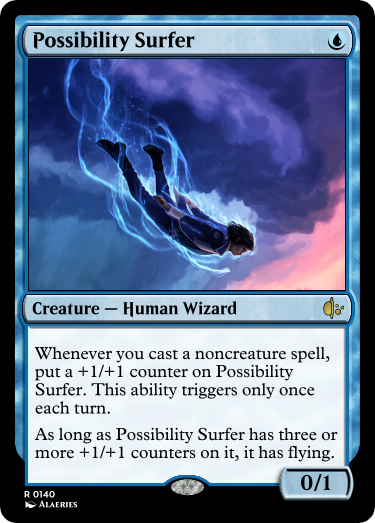 Possibility Surfer
Creature — Human Wizard
Whenever you cast a noncreature spell,
put a +1/+1 counter on Possibility
Surfer. This ability triggers only once
each turn.
As long as Possibility Surfer has three or
more +1/+1 counters on it, it has flying.
0/1
R 0140
Alaeries